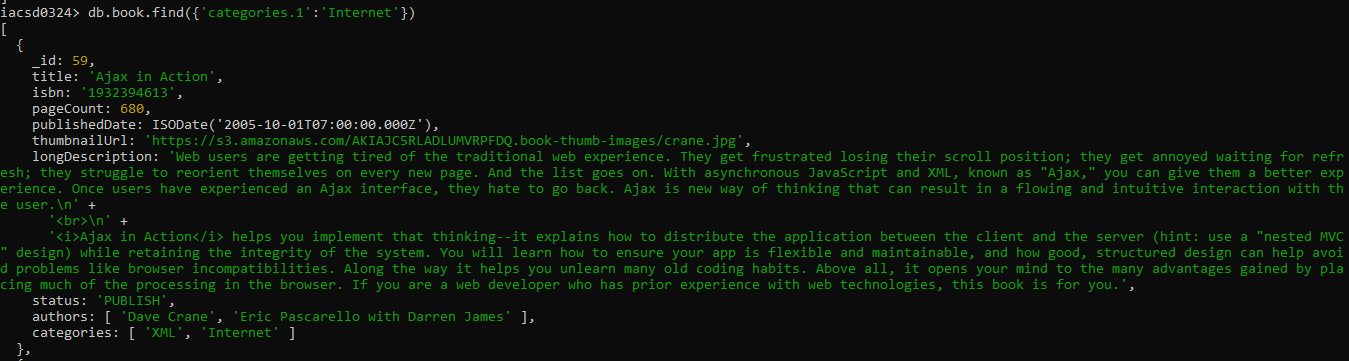 iacsd0324> db.book.find({'categories.1':'Internet'})
[
  {
    _id: 59,
    title: 'Ajax in Action',
    isbn: '1932394613',
    pageCount: 680,
    publishedDate: ISODate('2005-10-01T07:00:00.000Z'),
    thumbnailUrl: 'https://s3.amazonaws.com/AKIAJC5RLADLUMVRPFDQ.book-thumb-images/crane.jpg',
    longDescription: 'Web users are getting tired of the traditional web experience. They get frustrated losing their scroll position; they get annoyed waiting for refr
esh; they struggle to reorient themselves on every new page. And the list goes on. With asynchronous JavaScript and XML, known as "Ajax," you can give them a better exp
erience. Once users have experienced an Ajax interface, they hate to go back. Ajax is new way of thinking that can result in a flowing and intuitive interaction with th
e user.\n' +
      '<br>\n' +
      '<i>Ajax in Action</i> helps you implement that thinking--it explains how to distribute the application between the client and the server (hint: use a "nested MVC
" design) while retaining the integrity of the system. You will learn how to ensure your app is flexible and maintainable, and how good, structured design can help avoi
d problems like browser incompatibilities. Along the way it helps you unlearn many old coding habits. Above all, it opens your mind to the many advantages gained by pla
cing much of the processing in the browser. If you are a web developer who has prior experience with web technologies, this book is for you.',
    status: 'PUBLISH',
    authors: [ 'Dave Crane', 'Eric Pascarello with Darren James' ],
    categories: [ 'XML', 'Internet' ]
  },